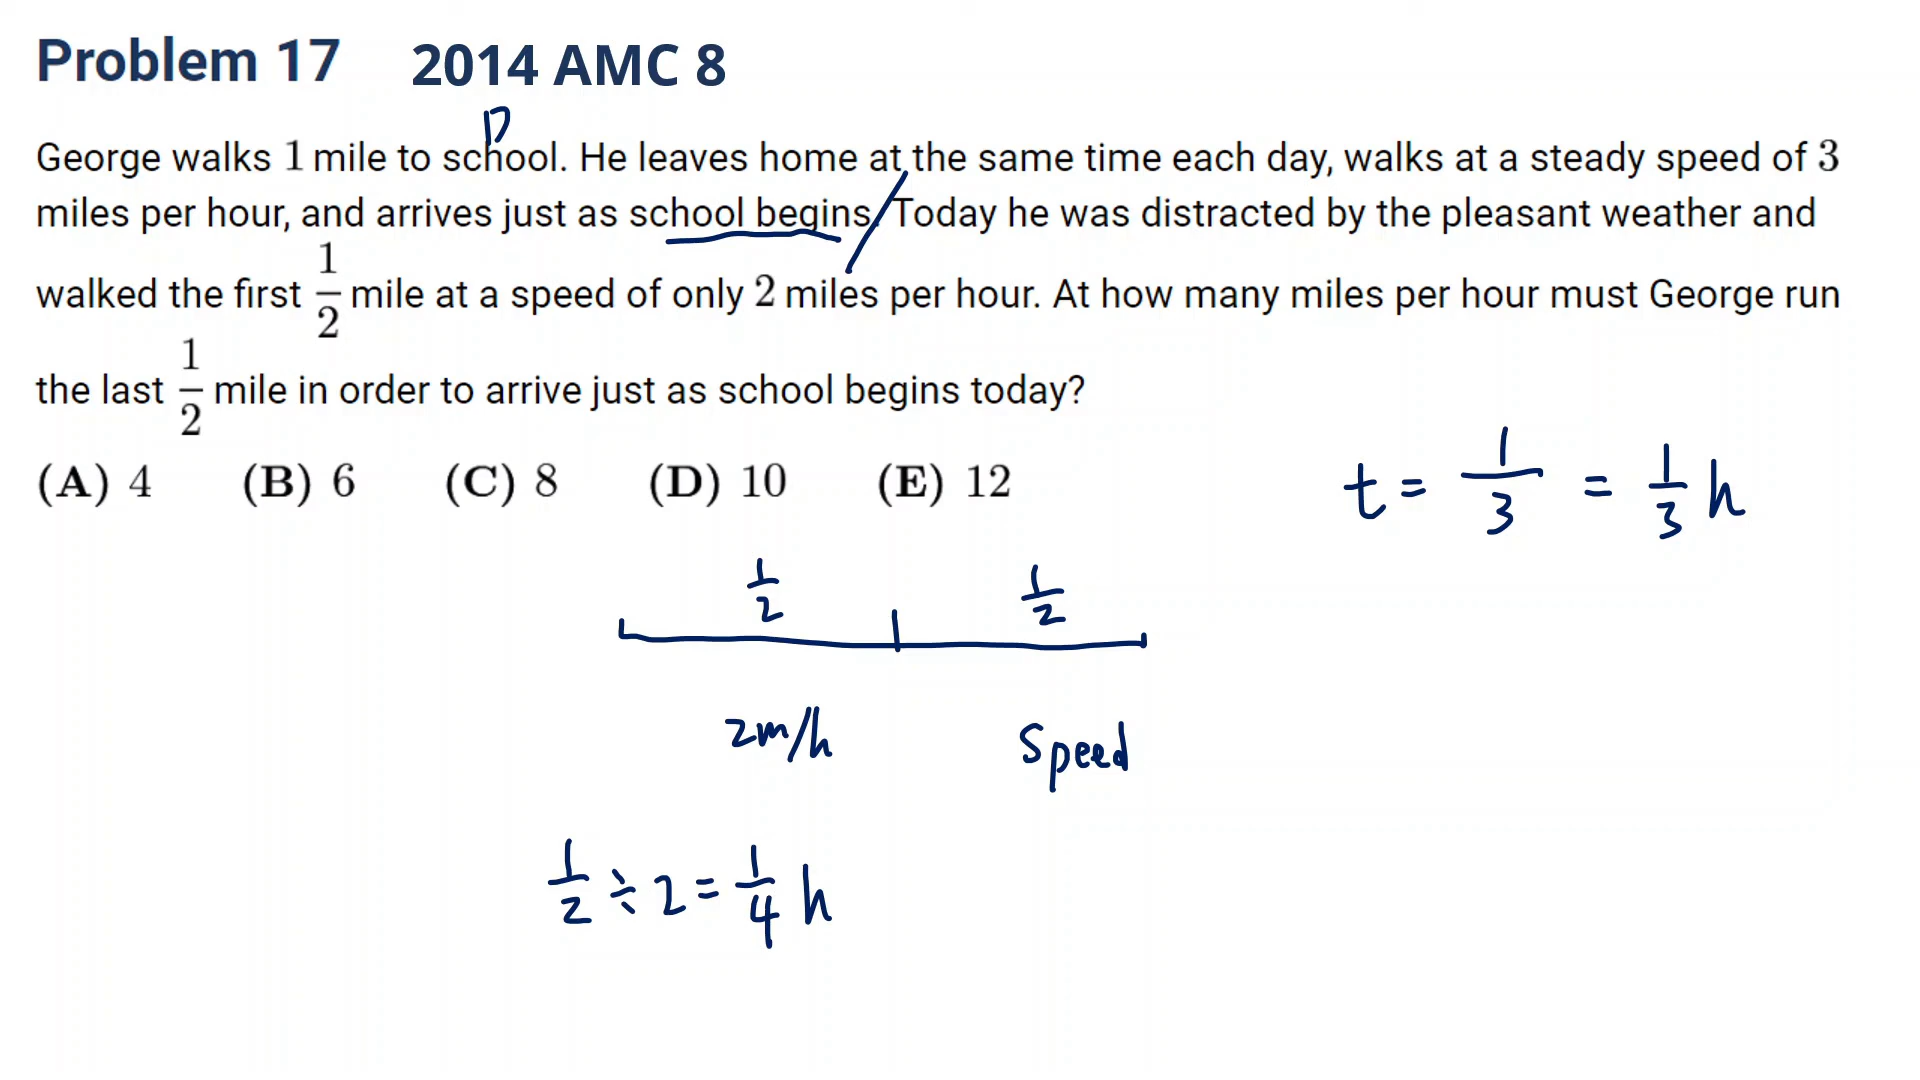 Problem 17 2014 AMC 8
D
George walks 1 mile to school. He leaves home at the same time each day, walks at a steady speed of 3
miles per hour, and arrives just as school begins. Today he was distracted by the pleasant weather and
walked the first 1/2 mile at a speed of only 2 miles per hour. At how many miles per hour must George run
the last 1/2 mile in order to arrive just as school begins today?
(A) 4 (B) 6 (C) 8 (D) 10 (E) 12
t = 1/3 = 1/3 h
1/2 1/2
2m/h Speed
1/2 ÷ 2 = 1/4 h